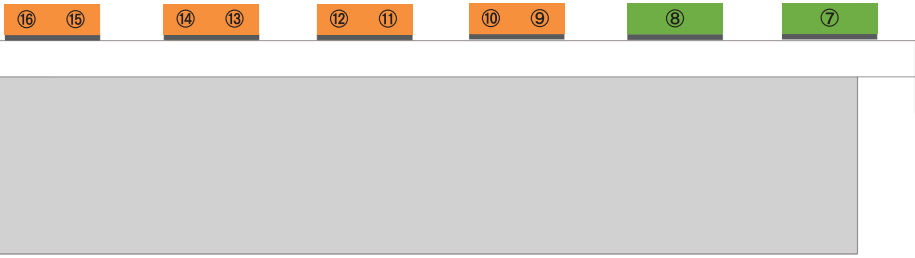 ⑯ ⑮ ⑭ ⑬ ⑫ ⑪ ⑩ ⑨ ⑧ ⑦